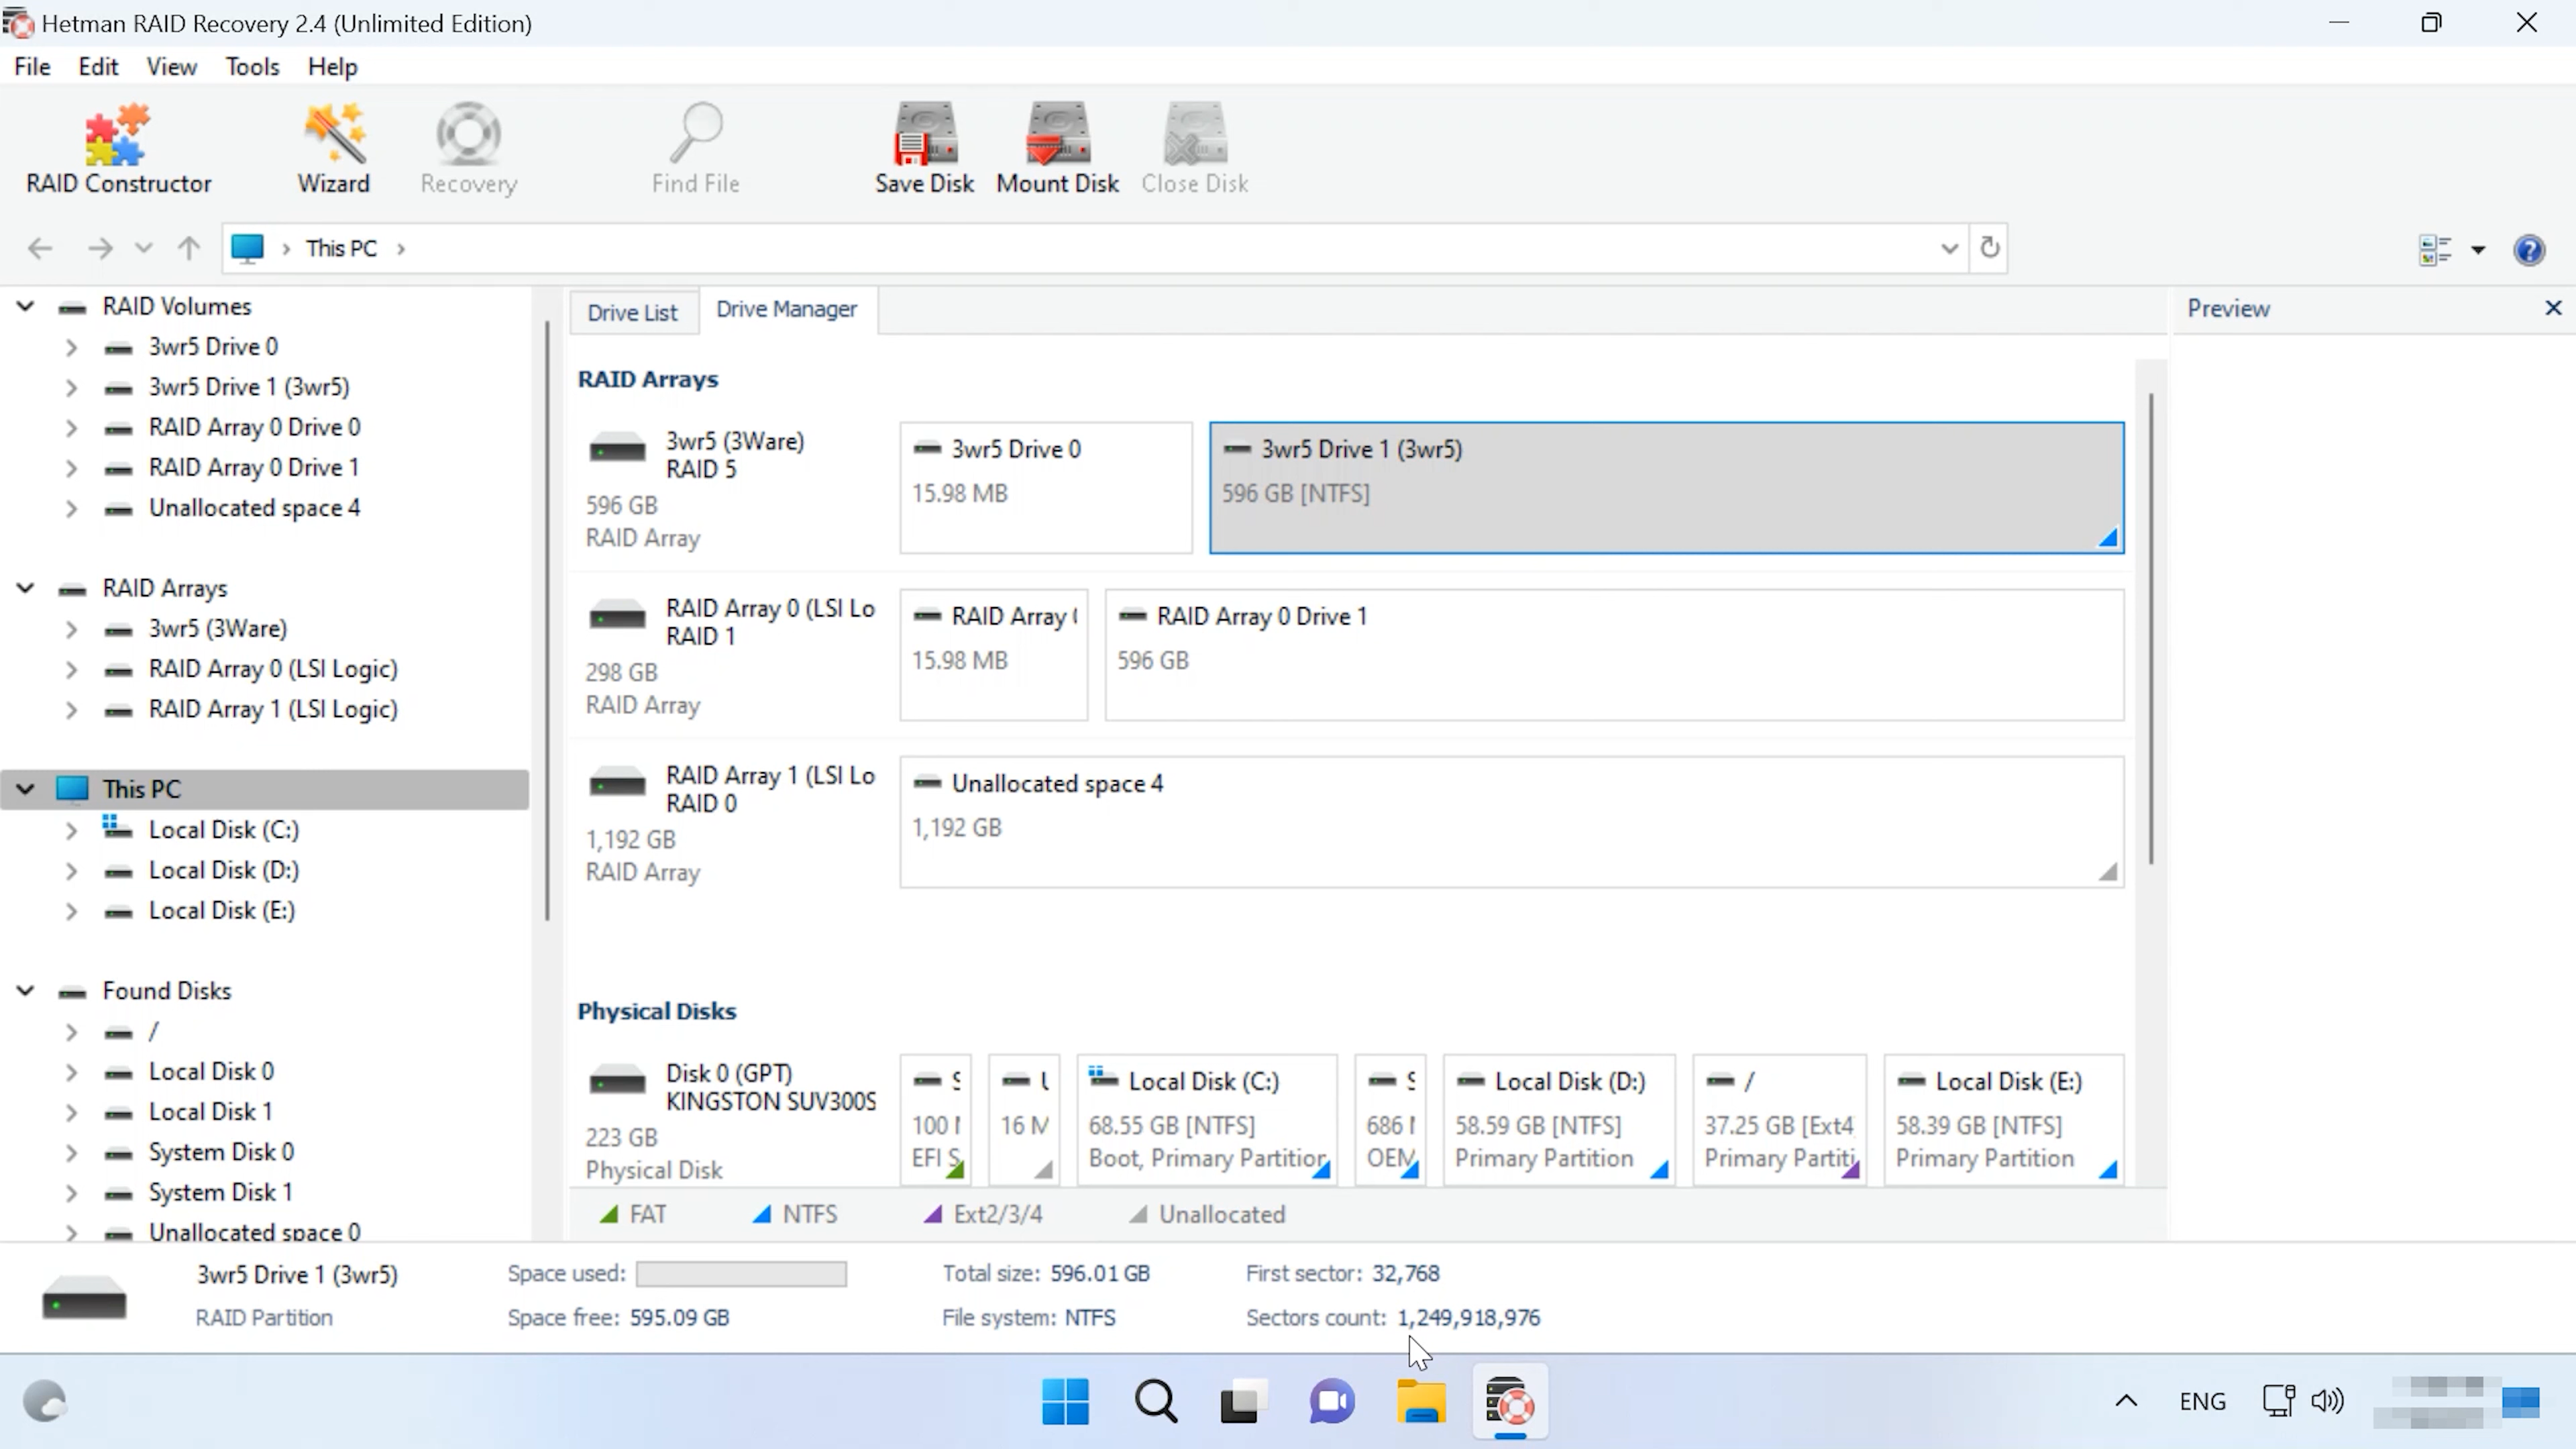 Hetman RAID Recovery 2.4 (Unlimited Edition)
File Edit View Tools Help
RAID Constructor Wizard Recovery Find File Save Disk Mount Disk Close Disk
This PC
RAID Volumes
3wr5 Drive 0
3wr5 Drive 1 (3wr5)
RAID Array 0 Drive 0
RAID Array 0 Drive 1
Unallocated space 4
RAID Arrays
3wr5 (3Ware)
RAID Array 0 (LSI Logic)
RAID Array 1 (LSI Logic)
This PC
Local Disk (C:)
Local Disk (D:)
Local Disk (E:)
Found Disks
/
Local Disk 0
Local Disk 1
System Disk 0
System Disk 1
Unallocated space 0
Drive List Drive Manager
RAID Arrays
3wr5 (3Ware)
RAID 5
596 GB
RAID Array
3wr5 Drive 0
15.98 MB
3wr5 Drive 1 (3wr5)
596 GB [NTFS]
RAID Array 0 (LSI Lo
RAID 1
298 GB
RAID Array
RAID Array
15.98 MB
RAID Array 0 Drive 1
596 GB
RAID Array 1 (LSI Lo
RAID 0
1,192 GB
RAID Array
Unallocated space 4
1,192 GB
Physical Disks
Disk 0 (GPT)
KINGSTON SUV300S
223 GB
Physical Disk
S
100
EFI S
16 M
Local Disk (C:)
68.55 GB [NTFS]
Boot, Primary Partition
S
686
OEM
Local Disk (D:)
58.59 GB [NTFS]
Primary Partition
/
37.25 GB [Ext4
Primary Partiti
Local Disk (E:)
58.39 GB [NTFS]
Primary Partition
FAT NTFS Ext2/3/4 Unallocated
Preview
3wr5 Drive 1 (3wr5) Space used: Total size: 596.01 GB First sector: 32,768
RAID Partition Space free: 595.09 GB File system: NTFS Sectors count: 1,249,918,976
ENG